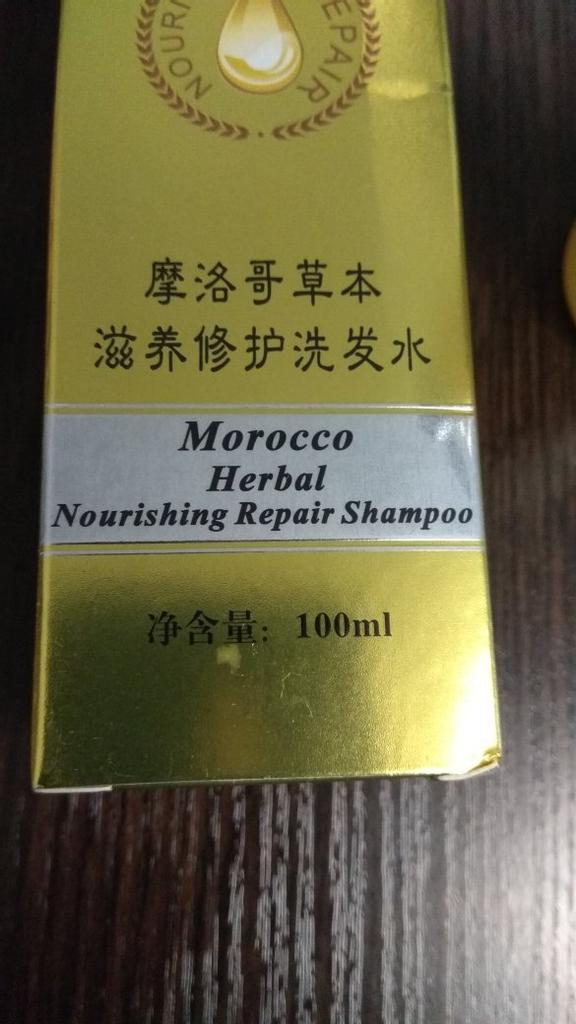 REPAIR
摩洛哥草本
滋养修护洗发水
Morocco
Herbal
Nourishing Repair Shampoo
净含量：100ml